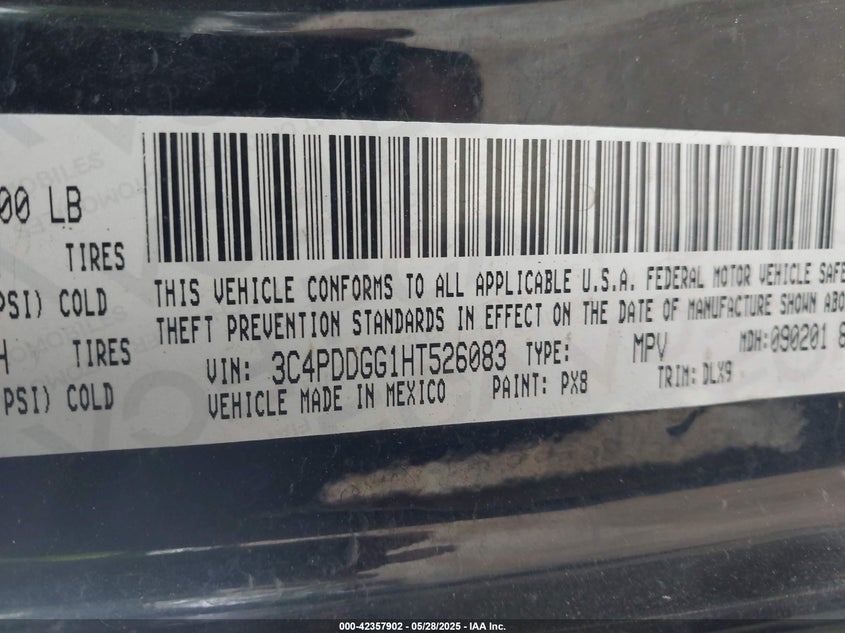 00 LB
TIRES
PSI) COLD
H TIRES
PSI) COLD
THIS VEHICLE CONFORMS TO ALL APPLICABLE U.S.A. FEDERAL MOTOR VEHICLE SAFE
THEFT PREVENTION STANDARDS IN EFFECT ON THE DATE OF MANUFACTURE SHOWN ABO
VIN: 3C4PDDGG1HT526083 TYPE: MPV MDH:090201 8
VEHICLE MADE IN MEXICO PAINT: PX8 TRIM: DLX9
000-42357902 - 05/28/2025 - IAA Inc.